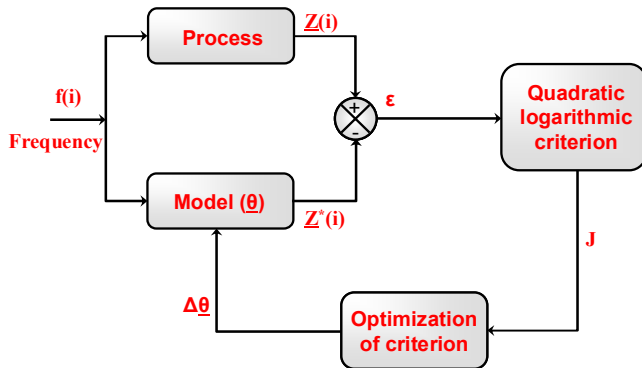 Process
Z(i)
f(i)
Frequency
+
-
ε
Quadratic
logarithmic
criterion
Model (θ)
Z*(i)
J
Δθ
Optimization
of criterion